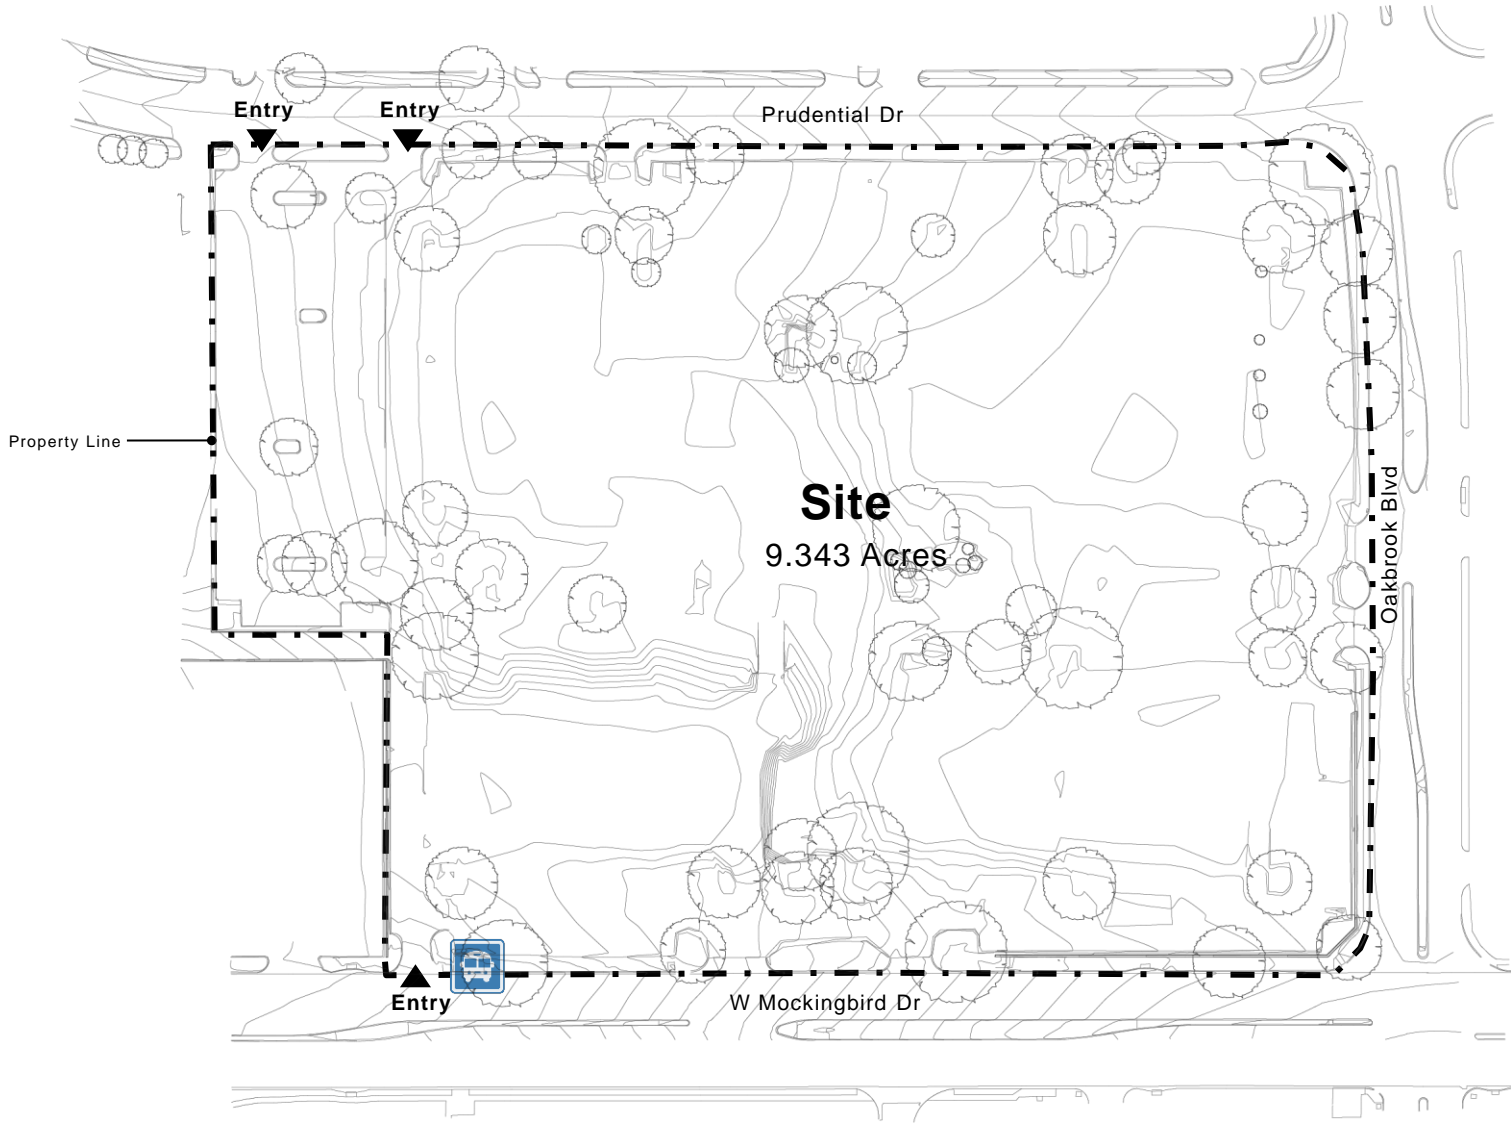 Entry
Entry
Prudential Dr
Property Line
Site
9.343 Acres
Oakbrook Blvd
Entry
W Mockingbird Dr